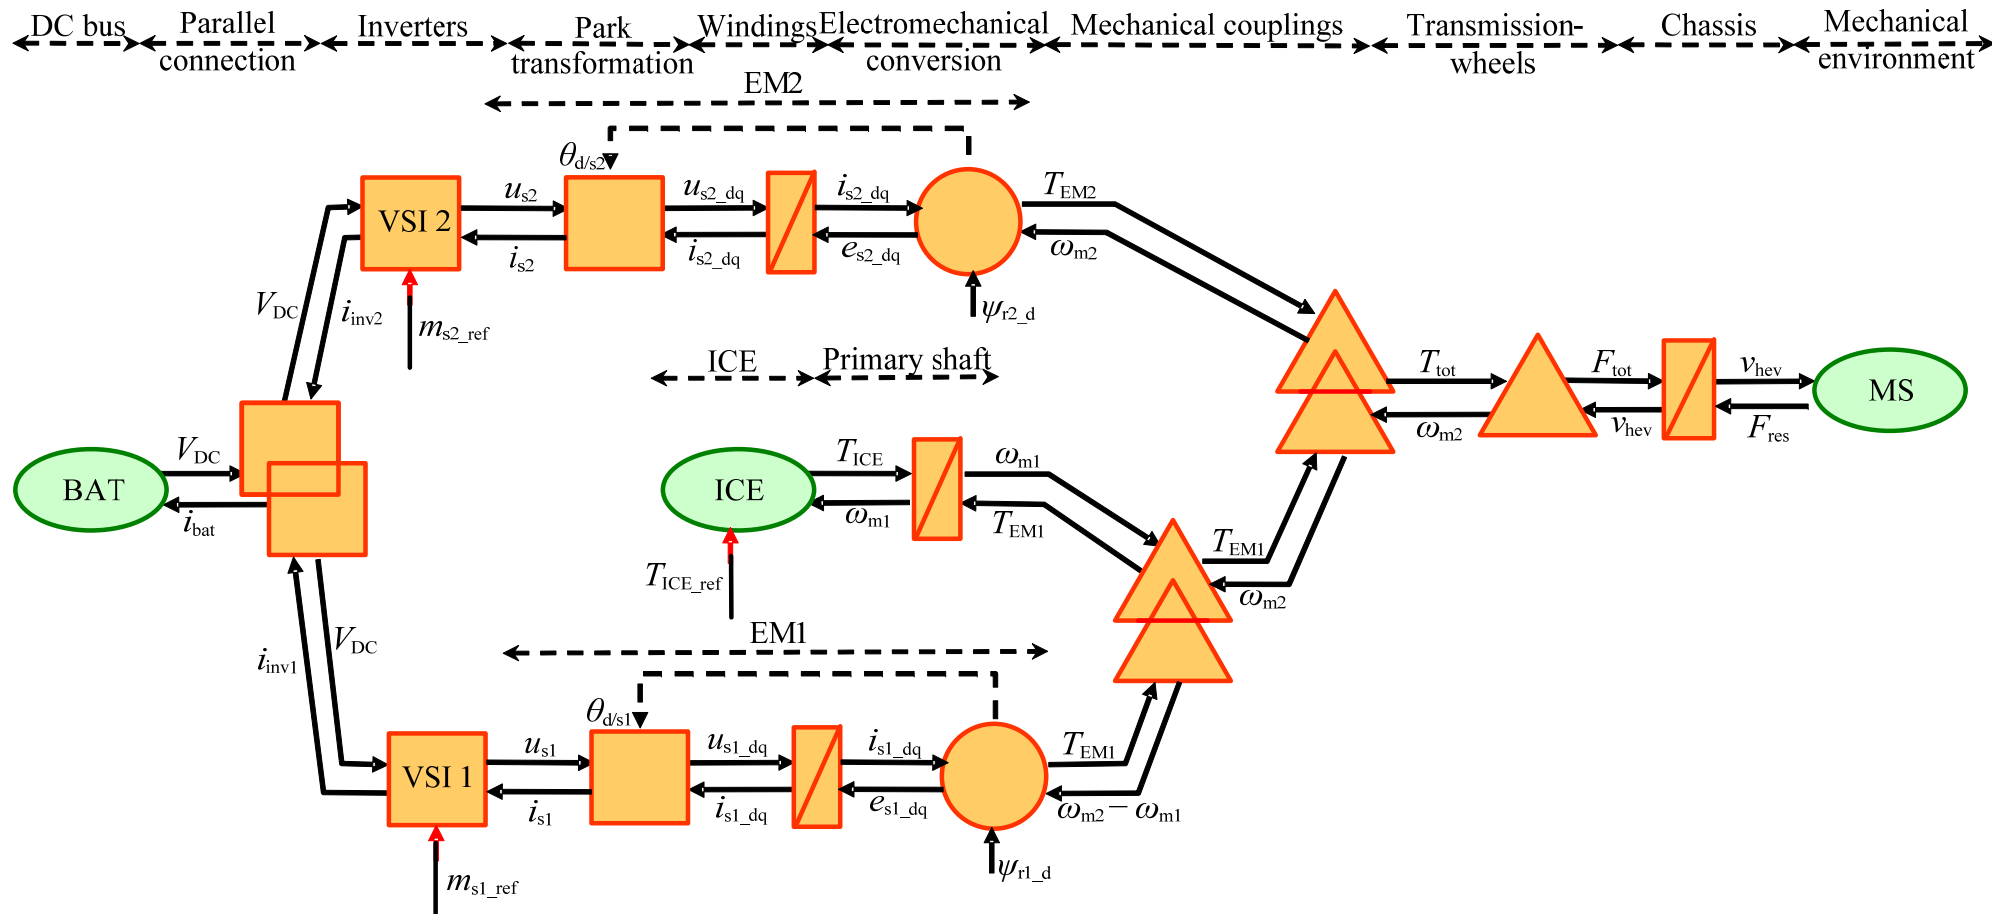 DC bus
Parallel
connection
Inverters
Park
transformation
Windings
Electromechanical
conversion
Mechanical couplings
Transmission-
wheels
Chassis
Mechanical
environment
EM2
θd/s2
VSI 2
us2
is2
us2_dq
is2_dq
is2_dq
es2_dq
TEM2
ωm2
VDC
iinv2
ms2_ref
ψr2_d
ICE
Primary shaft
Ttot
ωm2
Ftot
vhev
vhev
Fres
MS
BAT
VDC
ibat
ICE
TICE
ωm1
ωm1
TEM1
TICE_ref
TEM1
ωm2
EM1
iinv1
VDC
θd/s1
VSI 1
us1
is1
us1_dq
is1_dq
is1_dq
es1_dq
TEM1
ωm2 − ωm1
ms1_ref
ψr1_d